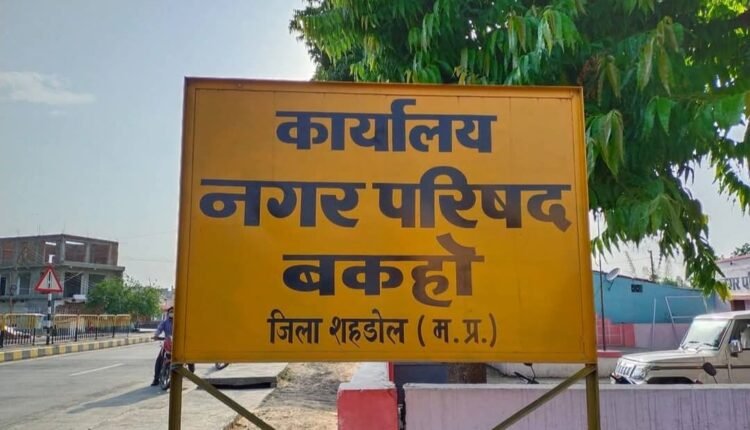 कार्यालय
नगर परिषद
बकहो
जिला शहडोल ( म. प्र. )